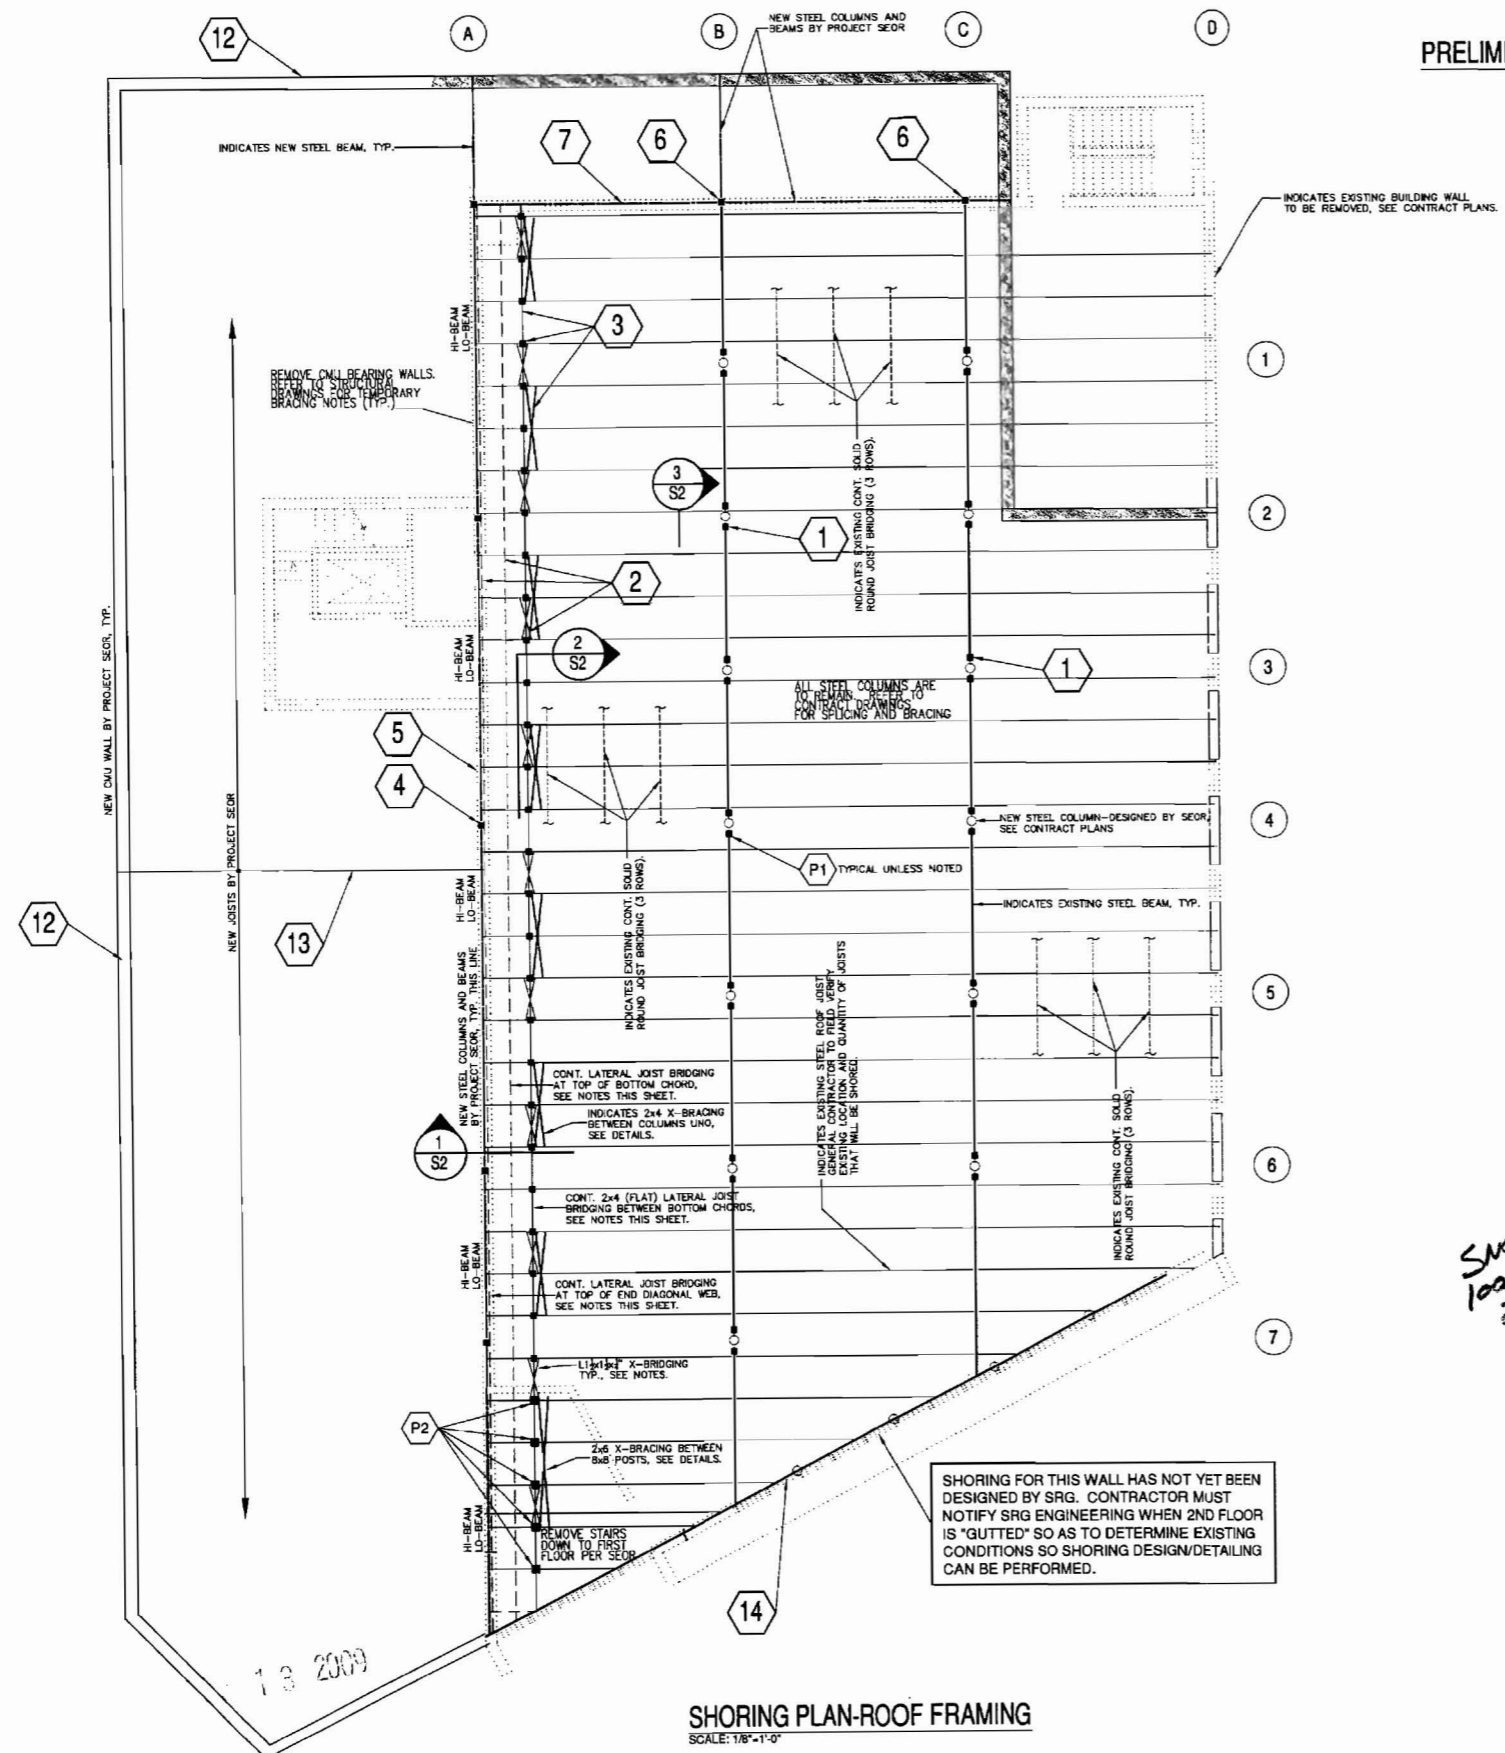 12
A
B
NEW STEEL COLUMNS AND
BEAMS BY PROJECT SEOR
C
D
INDICATES NEW STEEL BEAM, TYP.
7
6
6
INDICATES EXISTING BUILDING WALL
TO BE REMOVED, SEE CONTRACT PLANS.
HI-BEAM
LO-BEAM
3
1
REMOVE CMU BEARING WALLS.
REFER TO STRUCTURAL
DRAWINGS FOR TEMPORARY
BRACING NOTES (TYP.)
INDICATES EXISTING CONT. SOLID
ROUND JOIST BRIDGING (3 ROWS).
3
S2
1
2
2
NEW CMU WALL BY PROJECT SEOR, TYP.
HI-BEAM
LO-BEAM
2
S2
1
3
ALL STEEL COLUMNS ARE
TO REMAIN. REFER TO
CONTRACT DRAWINGS
FOR SPLICING AND BRACING
5
4
NEW JOISTS BY PROJECT SEOR
NEW STEEL COLUMN-DESIGNED BY SEOR,
SEE CONTRACT PLANS
4
P1
TYPICAL UNLESS NOTED
HI-BEAM
LO-BEAM
INDICATES EXISTING CONT. SOLID
ROUND JOIST BRIDGING (3 ROWS).
INDICATES EXISTING STEEL BEAM, TYP.
12
13
NEW STEEL COLUMNS AND BEAMS
BY PROJECT SEOR, TYP. THIS LINE
5
INDICATES EXISTING STEEL ROOF JOIST
GENERAL CONTRACTOR TO FIELD VERIFY
EXISTING LOCATION AND QUANTITY OF JOISTS
THAT WILL BE SHORED.
CONT. LATERAL JOIST BRIDGING
AT TOP OF BOTTOM CHORD,
SEE NOTES THIS SHEET.
INDICATES 2x4 X-BRACING
BETWEEN COLUMNS UNO,
SEE DETAILS.
INDICATES EXISTING CONT. SOLID
ROUND JOIST BRIDGING (3 ROWS).
1
S2
6
CONT. 2x4 (FLAT) LATERAL JOIST
BRIDGING BETWEEN BOTTOM CHORDS,
SEE NOTES THIS SHEET.
HI-BEAM
LO-BEAM
CONT. LATERAL JOIST BRIDGING
AT TOP OF END DIAGONAL WEB,
SEE NOTES THIS SHEET.
7
X-BRIDGING
TYP., SEE NOTES.
P2
2x6 X-BRACING BETWEEN
8x8 POSTS, SEE DETAILS.
HI-BEAM
LO-BEAM
REMOVE STAIRS
DOWN TO FIRST
FLOOR PER SEOR
SHORING FOR THIS WALL HAS NOT YET BEEN
DESIGNED BY SRG. CONTRACTOR MUST
NOTIFY SRG ENGINEERING WHEN 2ND FLOOR
IS "GUTTED" SO AS TO DETERMINE EXISTING
CONDITIONS SO SHORING DESIGN/DETAILING
CAN BE PERFORMED.
14
13 2009
SHORING PLAN-ROOF FRAMING
SCALE: 1/8"=1'-0"